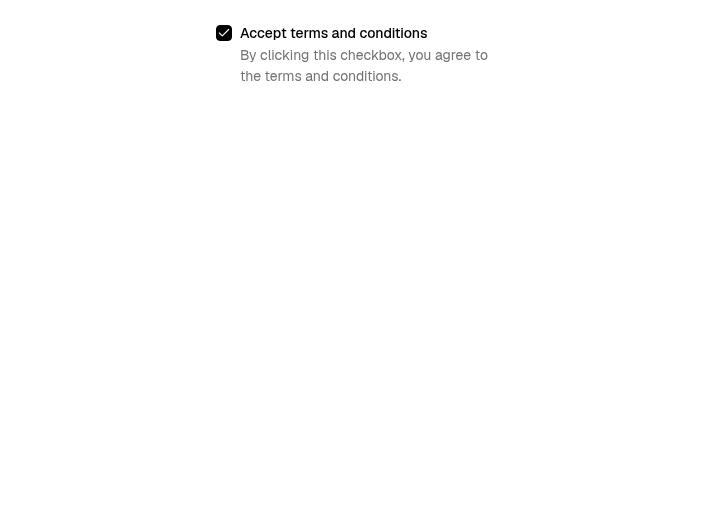 Accept terms and conditions
By clicking this checkbox, you agree to
the terms and conditions.